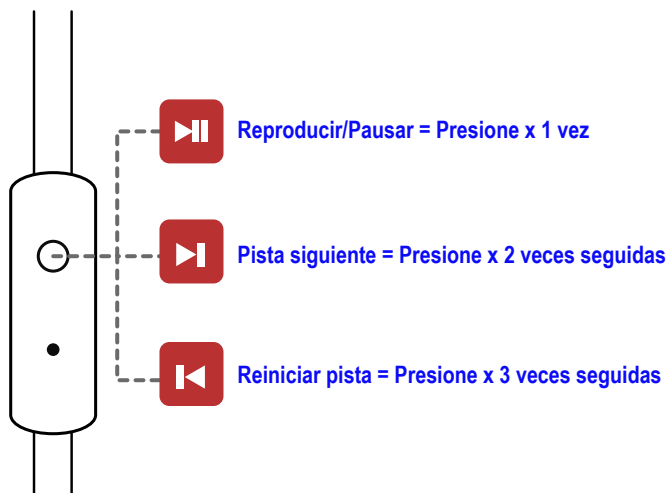 Reproducir/Pausar = Presione x 1 vez
Pista siguiente = Presione x 2 veces seguidas
Reiniciar pista = Presione x 3 veces seguidas